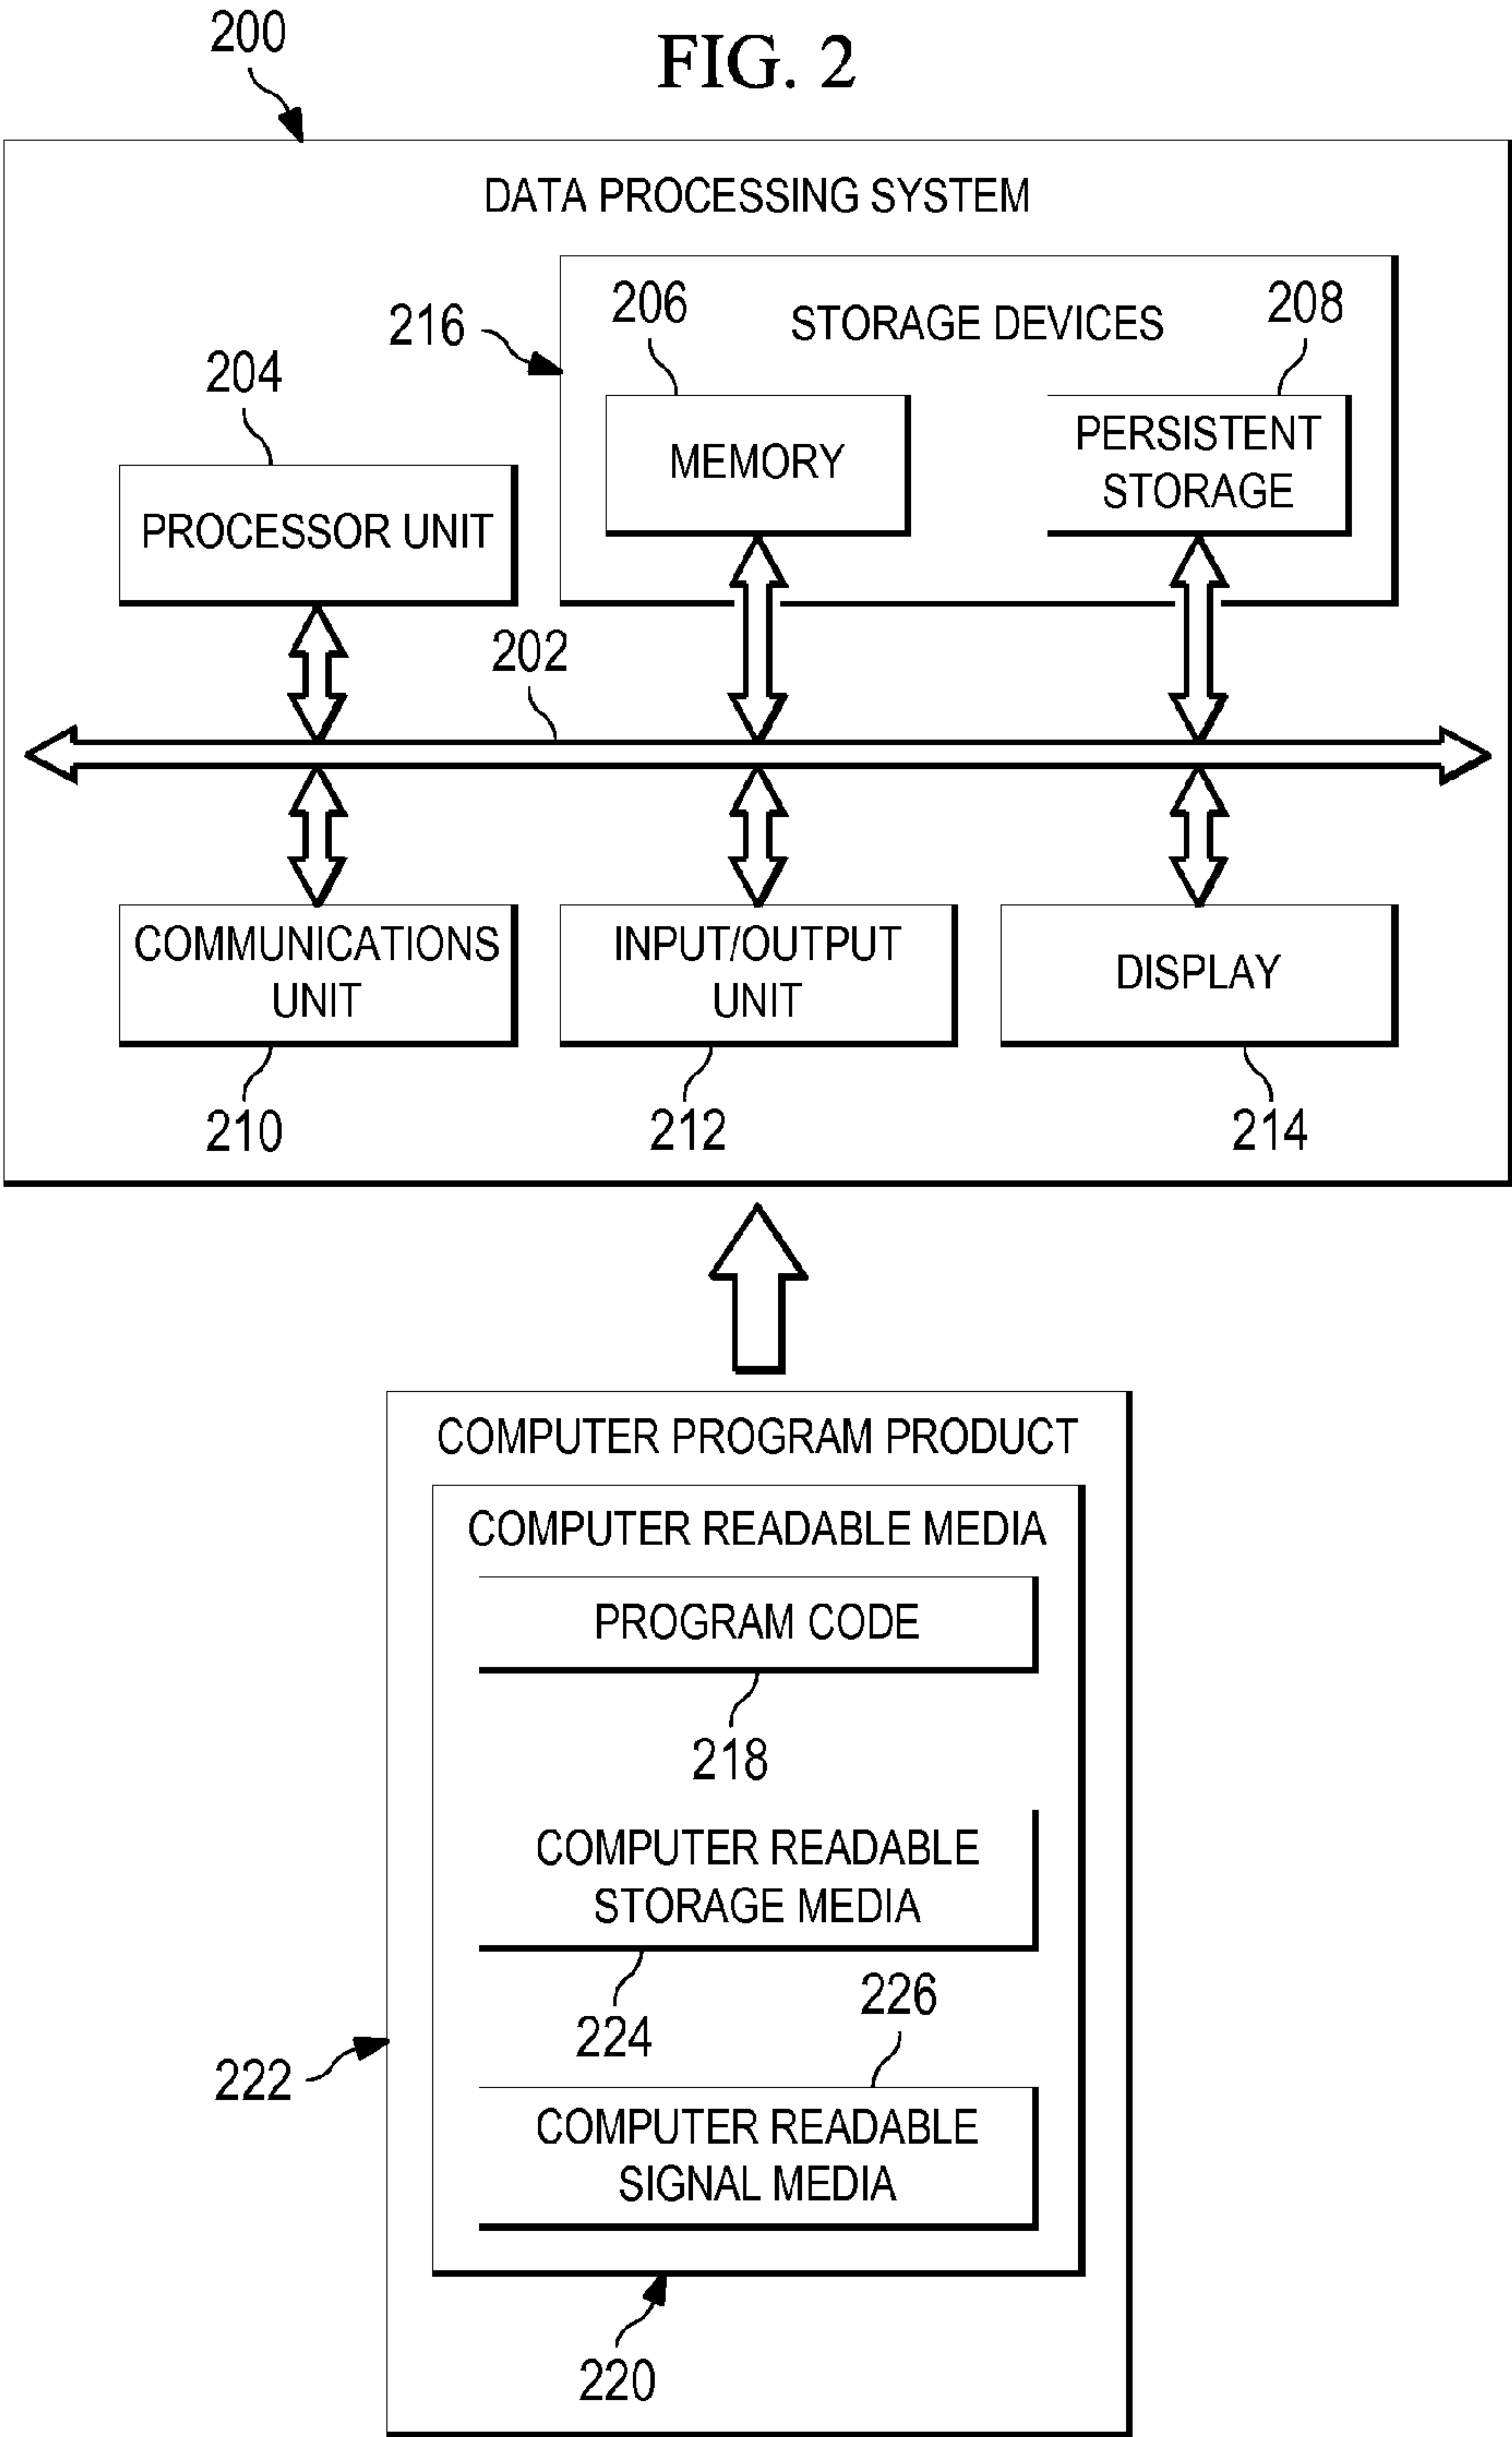 200
FIG. 2
DATA PROCESSING SYSTEM
216
206
STORAGE DEVICES
208
204
MEMORY
PERSISTENT
STORAGE
PROCESSOR UNIT
202
COMMUNICATIONS
UNIT
INPUT/OUTPUT
UNIT
DISPLAY
210
212
214
COMPUTER PROGRAM PRODUCT
COMPUTER READABLE MEDIA
PROGRAM CODE
218
COMPUTER READABLE
STORAGE MEDIA
224
226
222
COMPUTER READABLE
SIGNAL MEDIA
220